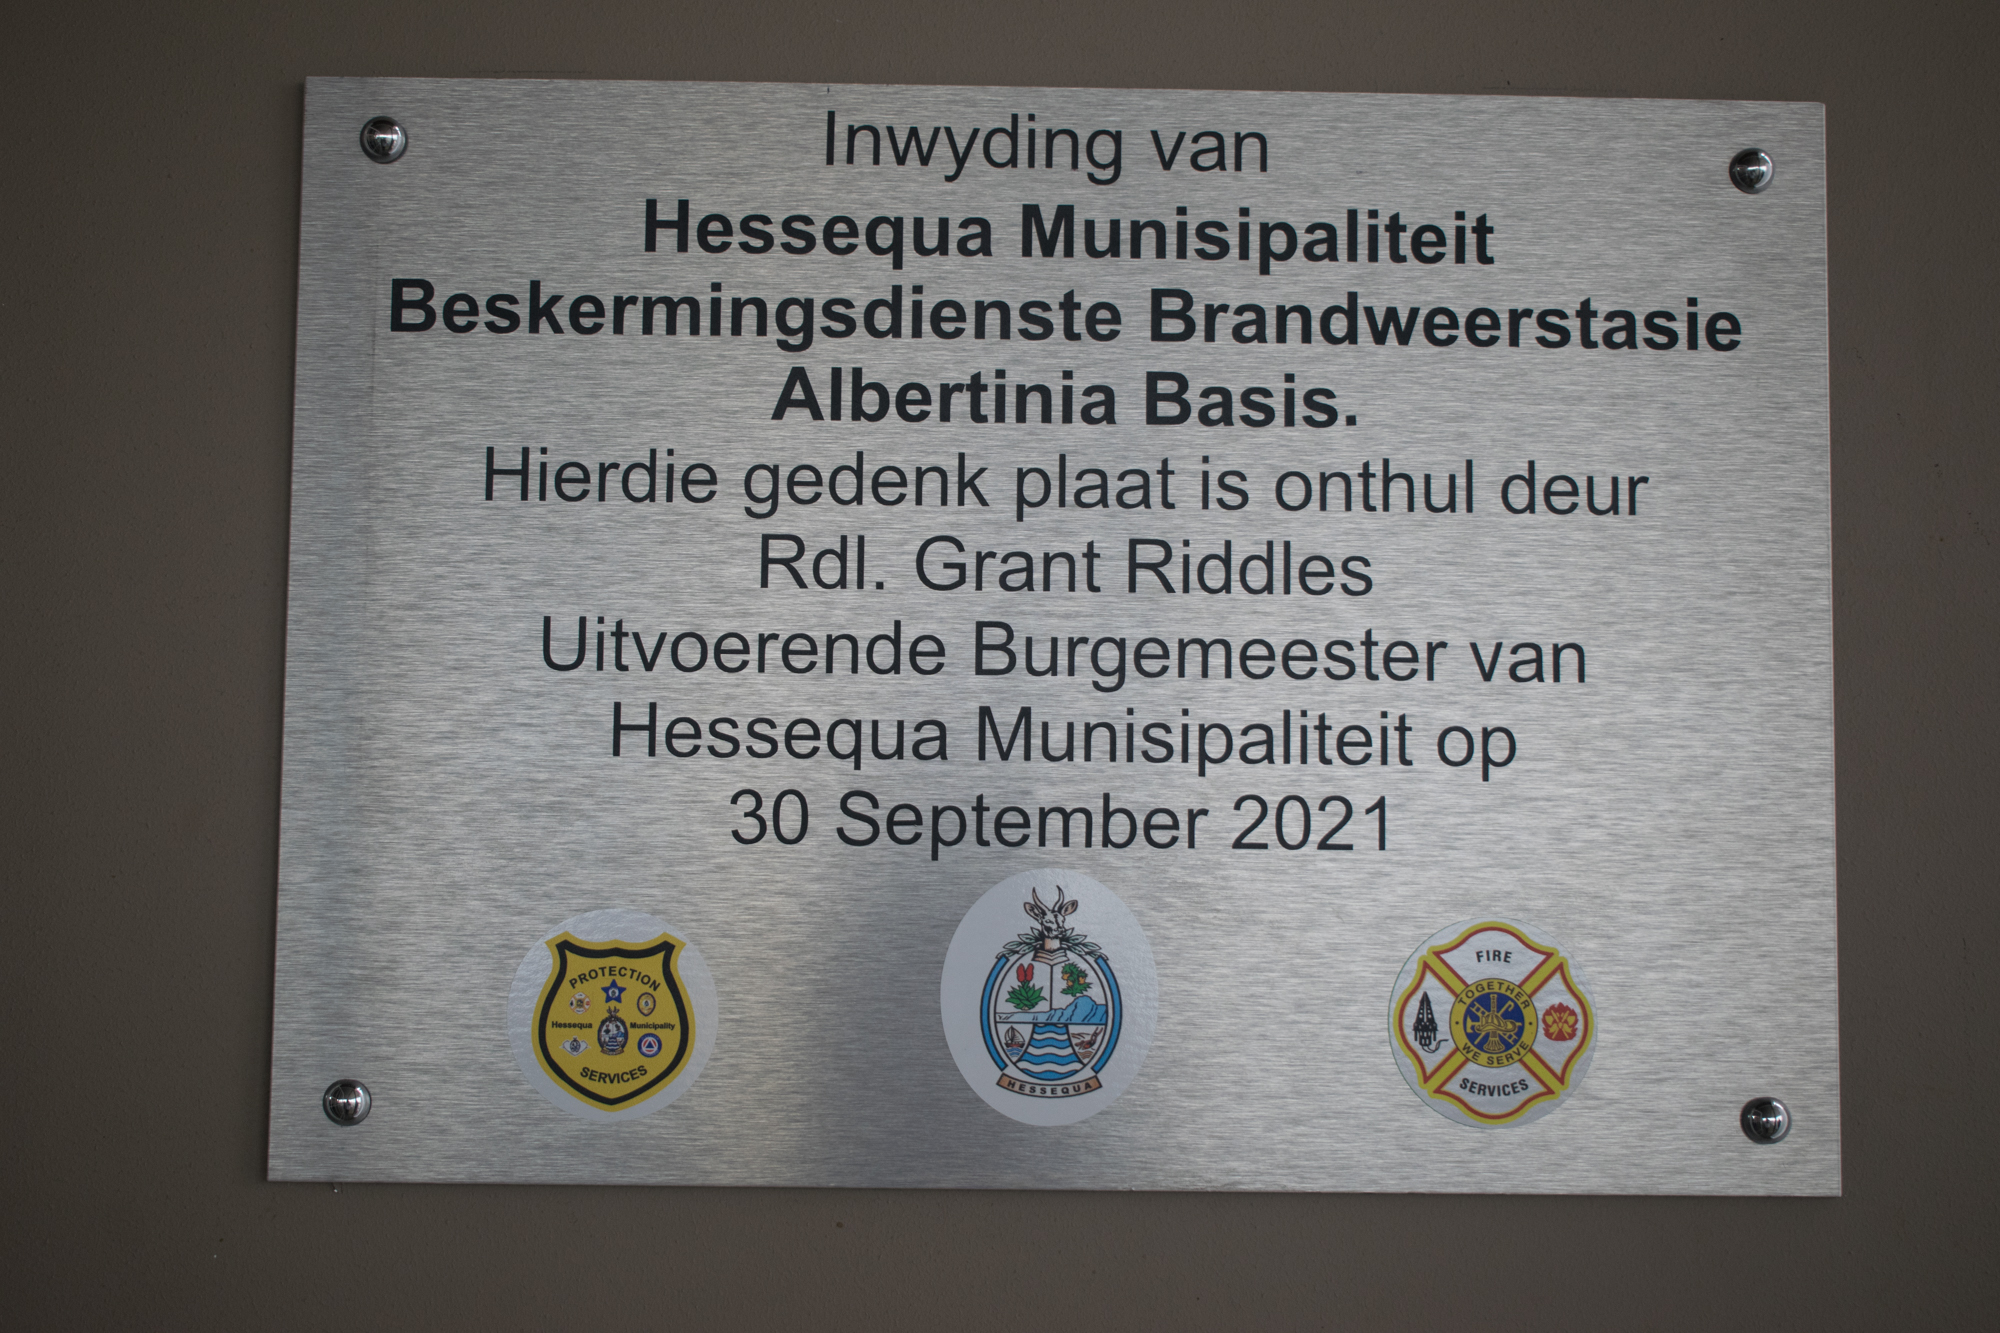 Inwyding van
Hessequa Munisipaliteit
Beskermingsdienste Brandweerstasie
Albertinia Basis.
Hierdie gedenk plaat is onthul deur
Rdl. Grant Riddles
Uitvoerende Burgemeester van
Hessequa Munisipaliteit op
30 September 2021
PROTECTION
Hessequa Municipality
SERVICES
HESSEQUA
FIRE
TOGETHER
WE SERVE
SERVICES